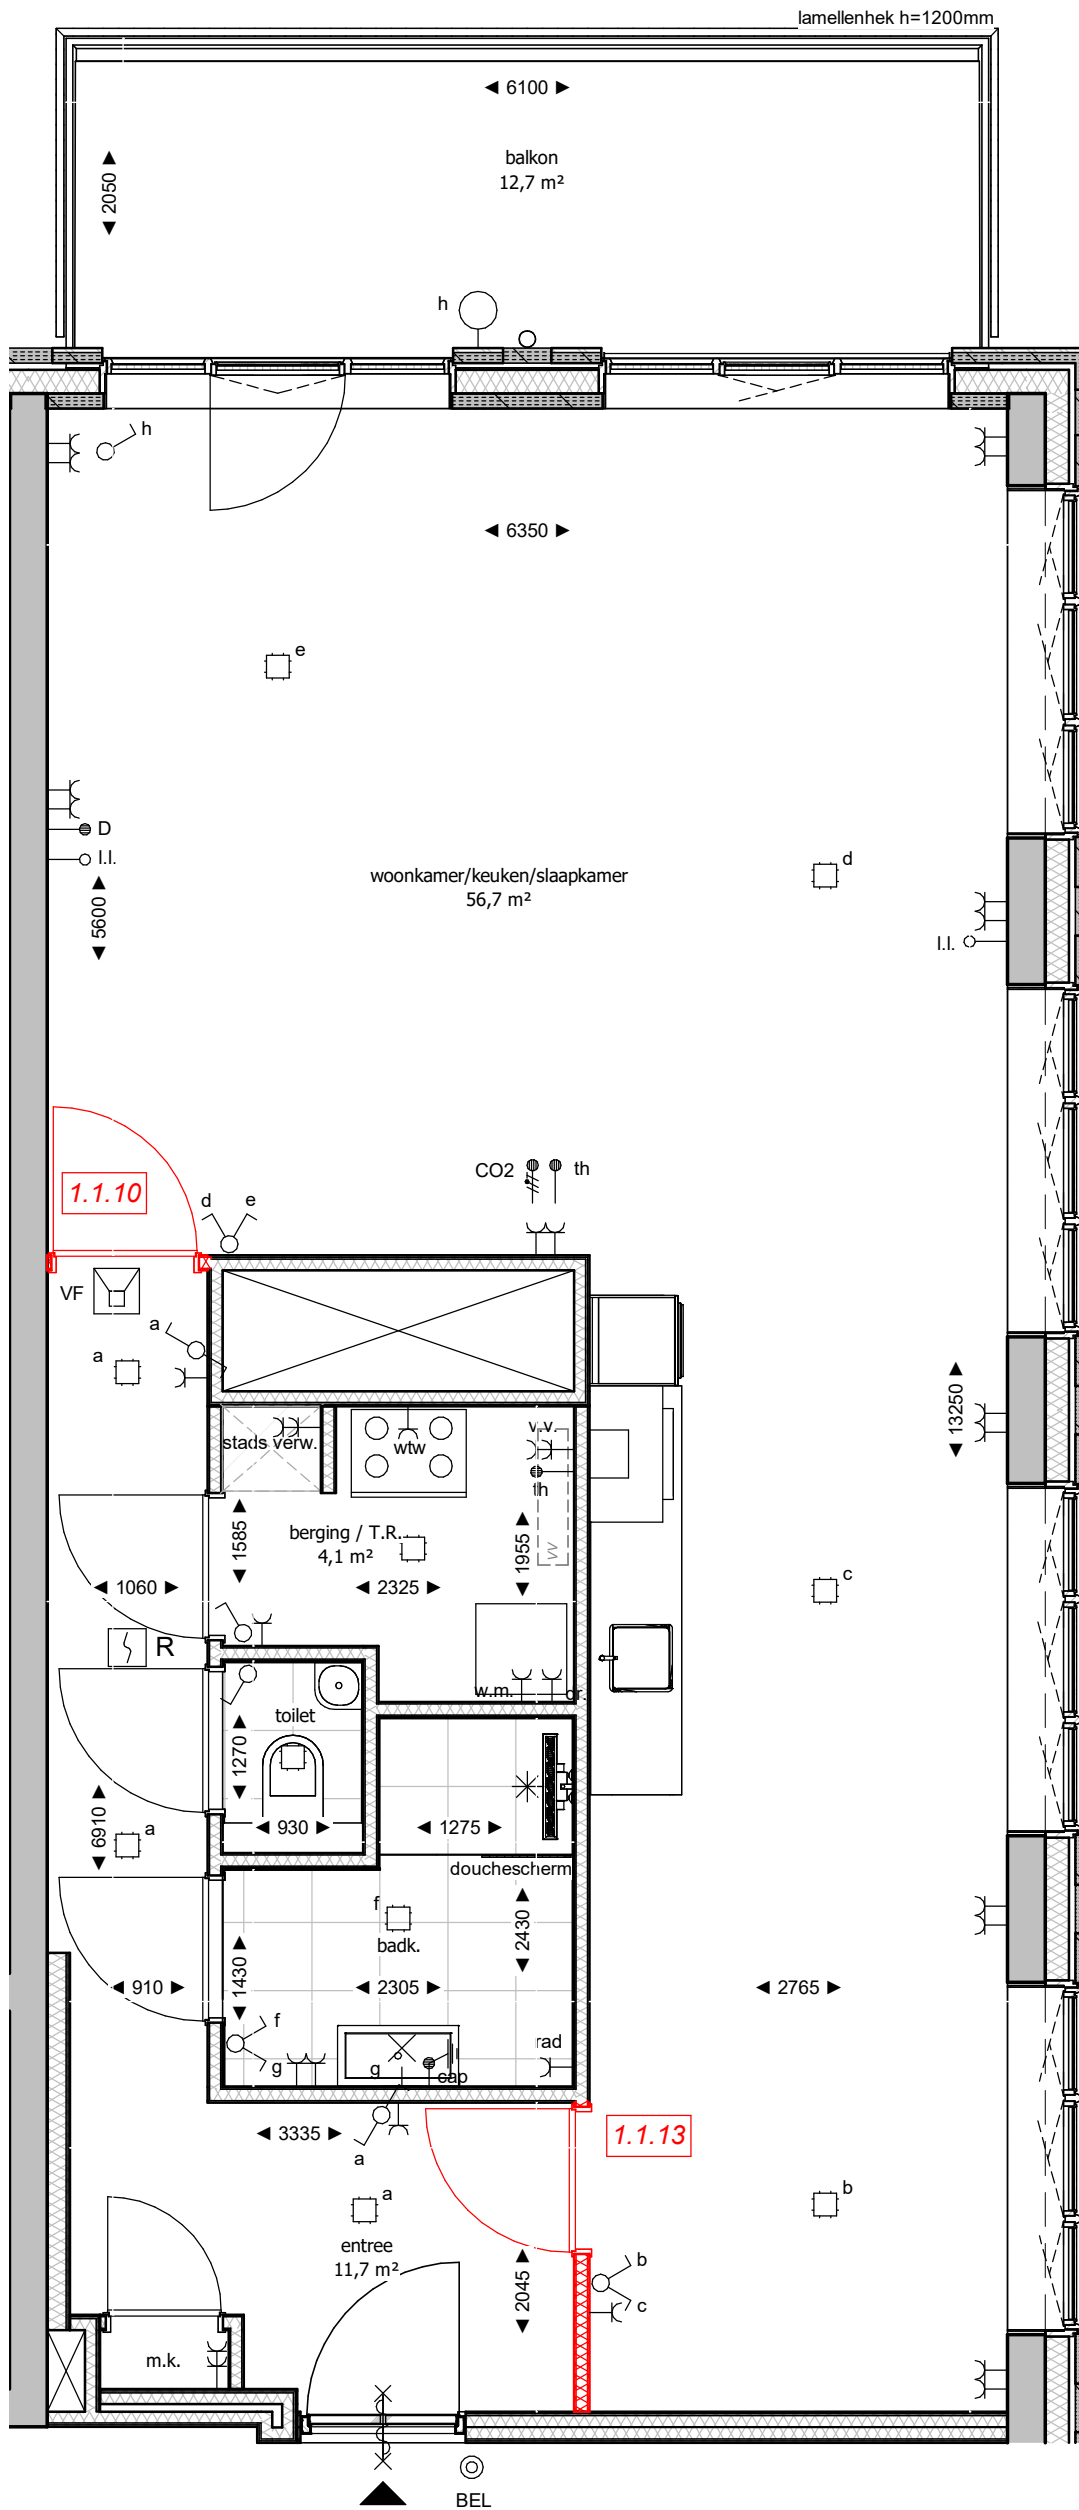 lamellenhek h=1200mm
◄ 6100 ►
balkon
12,7 m²
◄ 2050 ►
h
h
◄ 6350 ►
e
D
l.l.
woonkamer/keuken/slaapkamer
56,7 m²
d
◄ 5600 ►
l.l.
CO2
th
1.1.10
d
e
VF
a
a
◄ 13250 ►
stads verw.
wtw
v.v.
th
vv
berging / T.R.
4,1 m²
◄ 1585 ►
◄ 1955 ►
◄ 1060 ►
◄ 2325 ►
c
R
w.m.
dr.
toilet
◄ 1270 ►
◄ 6910 ►
a
◄ 930 ►
◄ 1275 ►
douchescherm
f
badk.
◄ 2430 ►
◄ 1430 ►
◄ 910 ►
◄ 2305 ►
◄ 2765 ►
f
g
g
cap
rad
◄ 3335 ►
a
1.1.13
a
b
entree
11,7 m²
◄ 2045 ►
b
c
m.k.
BEL